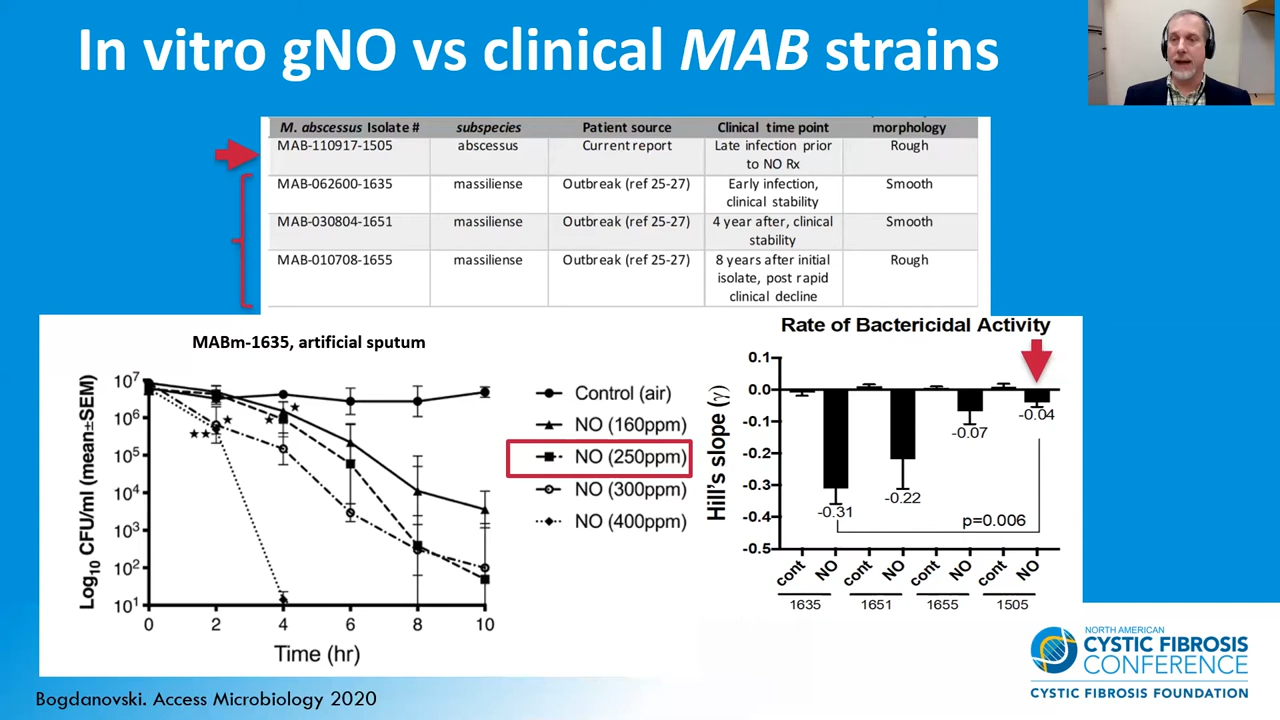 In vitro gNO vs clinical MAB strains
M. abscessus Isolate # subspecies Patient source Clinical time point morphology
MAB-110917-1505 abscessus Current report Late infection prior Rough
to NO Rx
MAB-062600-1635 massiliense Outbreak (ref 25-27) Early infection, Smooth
clinical stability
MAB-030804-1651 massiliense Outbreak (ref 25-27) 4 year after, clinical Smooth
stability
MAB-010708-1655 massiliense Outbreak (ref 25-27) 8 years after initial Rough
isolate, post rapid
clinical decline
MABm-1635, artificial sputum
Log10 CFU/ml (mean±SEM)
10^7
10^6
10^5
10^4
10^3
10^2
10^1
0 2 4 6 8 10
Time (hr)
Control (air)
NO (160ppm)
NO (250ppm)
NO (300ppm)
NO (400ppm)
Rate of Bactericidal Activity
Hill's slope (γ)
0.1
0.0
-0.1
-0.2
-0.3
-0.4
-0.5
-0.31
-0.22
-0.07
-0.04
p=0.006
cont NO cont NO cont NO cont NO
1635 1651 1655 1505
NORTH AMERICAN
CYSTIC FIBROSIS
CONFERENCE
CYSTIC FIBROSIS FOUNDATION
Bogdanovski. Access Microbiology 2020